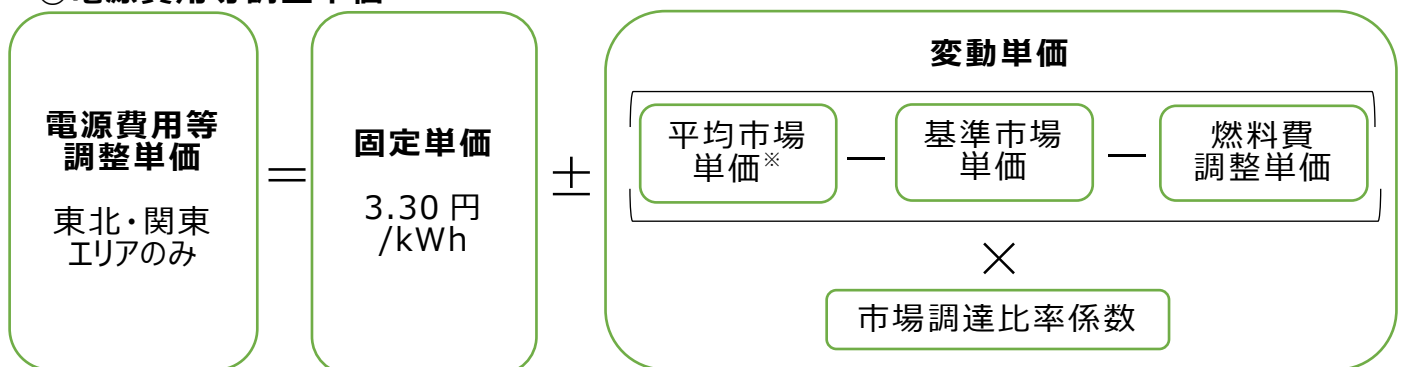 電源費用等
調整単価
東北・関東
エリアのみ
＝
固定単価
3.30 円
/kWh
±
変動単価
平均市場
単価※
―
基準市場
単価
―
燃料費
調整単価
×
市場調達比率係数